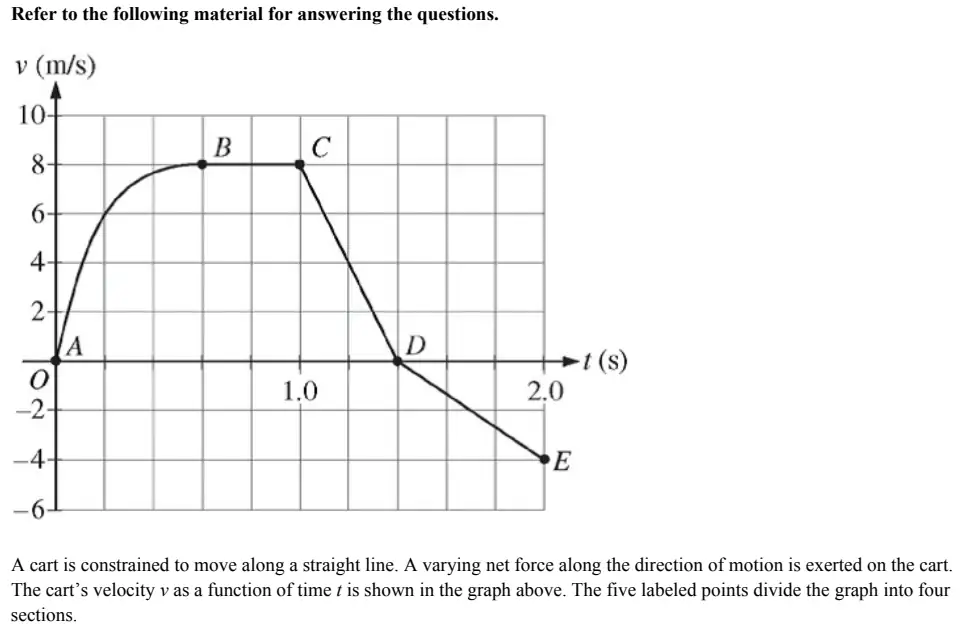 Refer to the following material for answering the questions.
v (m/s)
10
B
C
8
6
4
2
A
D
t (s)
O
1.0
2.0
−2
−4
E
−6
A cart is constrained to move along a straight line. A varying net force along the direction of motion is exerted on the cart.
The cart’s velocity v as a function of time t is shown in the graph above. The five labeled points divide the graph into four
sections.